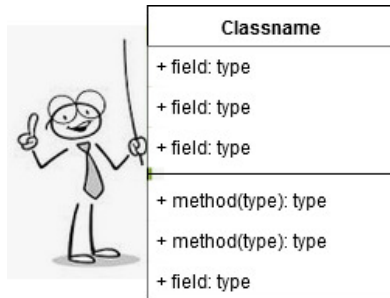 Classname
+ field: type
+ field: type
+ field: type
+ method(type): type
+ method(type): type
+ field: type